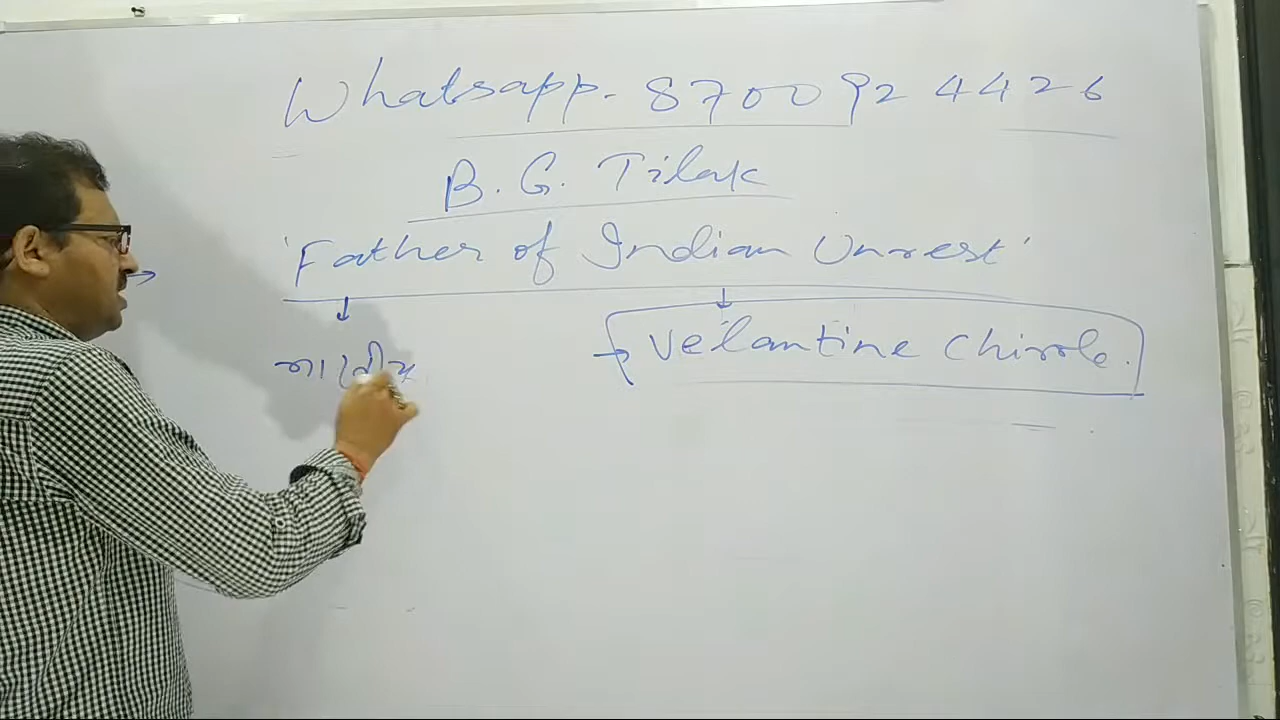 Whatsapp. 8700924426
B. G. Tilak
'Father of Indian Unrest'
Velantine Chirole.